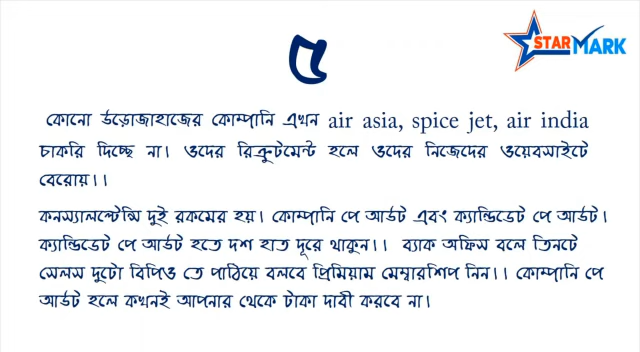 STAR MARK
৫
কোনো উড়োজাহাজের কোম্পানি এখন air asia, spice jet, air india
চাকরি দিচ্ছে না। ওদের রিক্রুটমেন্ট হলে ওদের নিজেদের ওয়েবসাইটে
বেরোয়।।
কনস্যালন্টেন্সি দুই রকমের হয়। কোম্পানি পে আউট এবং ক্যান্ডিডেট পে আউট।
ক্যান্ডিডেট পে আউট হতে দশ হাত দূরে থাকুন।। ব্যাক অফিস বলে তিনটে
সেলস দুটো বিপিও তে পাঠিয়ে বলবে প্রিমিয়াম মেম্বারশিপ নিন।। কোম্পানি পে
আউট হলে কখনই আপনার থেকে টাকা দাবী করবে না।